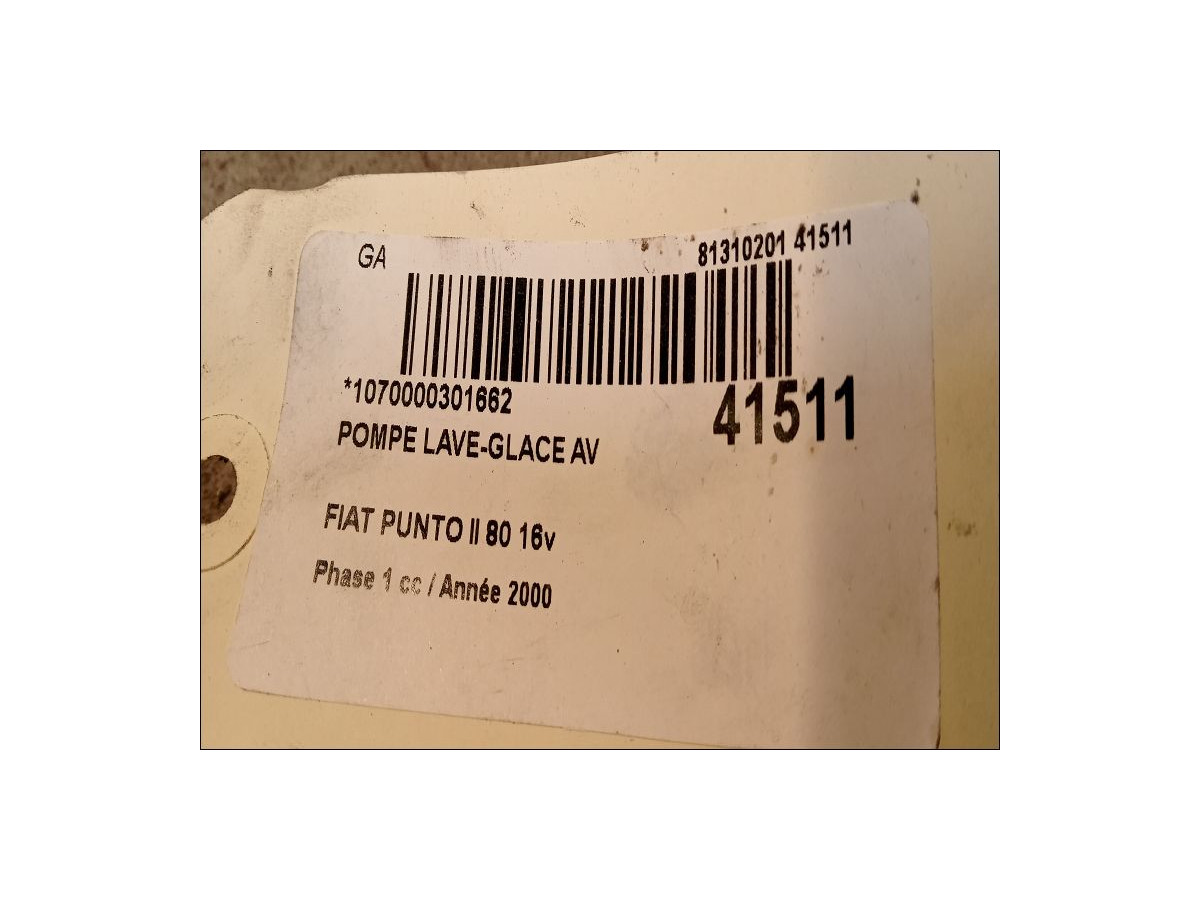 GA 81310201 41511
*1070000301662
41511
POMPE LAVE-GLACE AV
FIAT PUNTO II 80 16v
Phase 1 cc / Année 2000